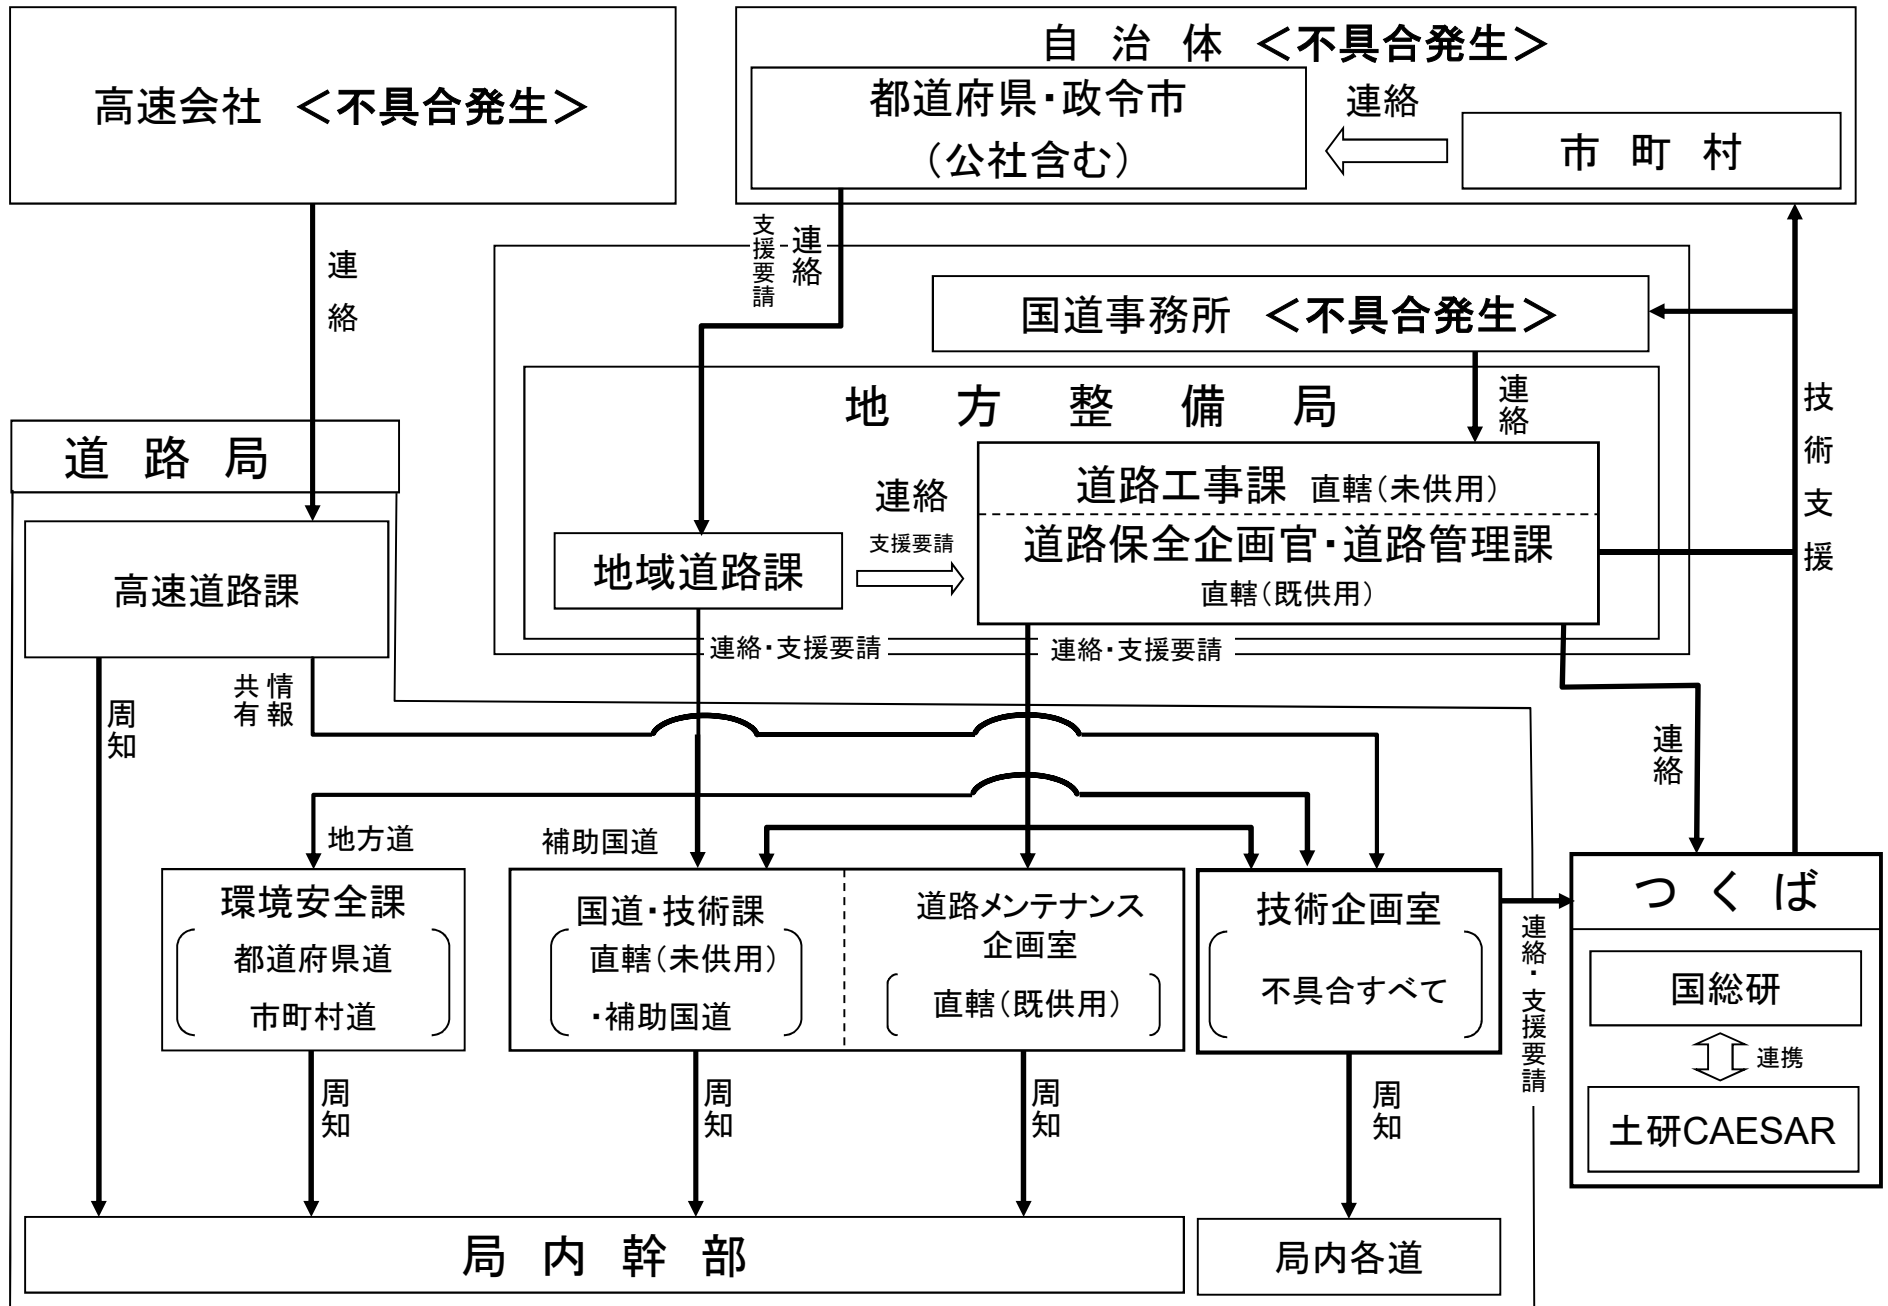 高速会社 ＜不具合発生＞
自治体 ＜不具合発生＞
都道府県・政令市
（公社含む）
連絡
市町村
連絡
支援要請
連絡
国道事務所 ＜不具合発生＞
連絡
地方整備局
道路工事課 直轄（未供用）
道路保全企画官・道路管理課
直轄（既供用）
連絡
支援要請
地域道路課
技術支援
道路局
高速道路課
連絡・支援要請
連絡・支援要請
周知
情報
共有
連絡
地方道
補助国道
環境安全課
都道府県道
市町村道
国道・技術課
直轄（未供用）
・補助国道
道路メンテナンス
企画室
直轄（既供用）
技術企画室
不具合すべて
連絡・支援要請
つくば
国総研
連携
土研CAESAR
周知
周知
周知
周知
局内幹部
局内各道